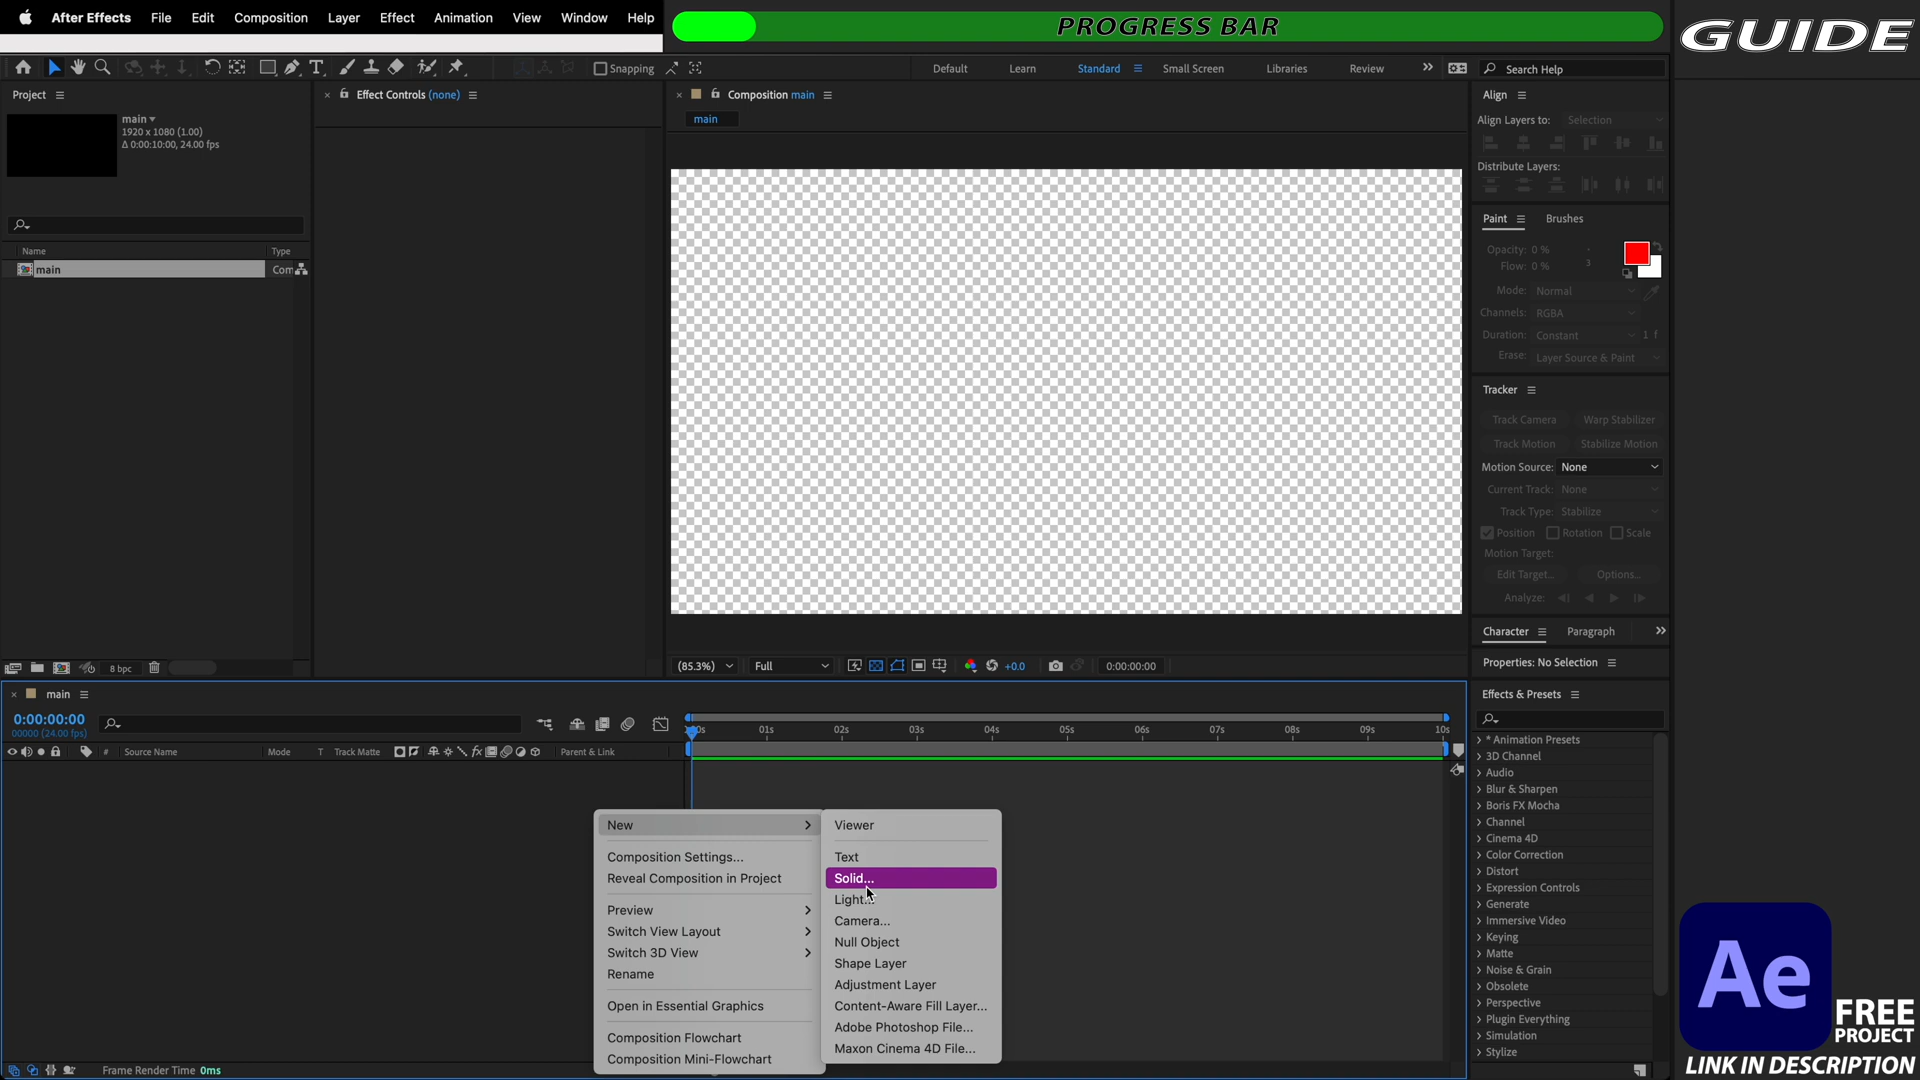 After Effects File Edit Composition Layer Effect Animation View Window Help
PROGRESS BAR
GUIDE
Snapping
Default Learn Standard Small Screen Libraries Review
Search Help
Project
Effect Controls (none)
Composition main
main
main
1920 x 1080 (1.00)
Δ 0:00:10:00, 24.00 fps
Name Type
main Com
8 bpc
(85.3%) Full +0.0 0:00:00:00
Align
Align Layers to: Selection
Distribute Layers:
Paint Brushes
Opacity: 0 %
Flow: 0 %
3
Mode: Normal
Channels: RGBA
Duration: Constant 1 f
Erase: Layer Source & Paint
Tracker
Track Camera Warp Stabilizer
Track Motion Stabilize Motion
Motion Source: None
Current Track: None
Track Type: Stabilize
Position Rotation Scale
Motion Target:
Edit Target... Options...
Analyze:
Character Paragraph
Properties: No Selection
Effects & Presets
* Animation Presets
3D Channel
Audio
Blur & Sharpen
Boris FX Mocha
Channel
Cinema 4D
Color Correction
Distort
Expression Controls
Generate
Immersive Video
Keying
Matte
Noise & Grain
Obsolete
Perspective
Plugin Everything
Simulation
Stylize
main
0:00:00:00
00000 (24.00 fps)
# Source Name Mode T Track Matte Parent & Link
00s 01s 02s 03s 04s 05s 06s 07s 08s 09s 10s
New
Composition Settings...
Reveal Composition in Project
Preview
Switch View Layout
Switch 3D View
Rename
Open in Essential Graphics
Composition Flowchart
Composition Mini-Flowchart
Viewer
Text
Solid...
Light...
Camera...
Null Object
Shape Layer
Adjustment Layer
Content-Aware Fill Layer...
Adobe Photoshop File...
Maxon Cinema 4D File...
Frame Render Time 0ms
Ae
FREE
PROJECT
LINK IN DESCRIPTION